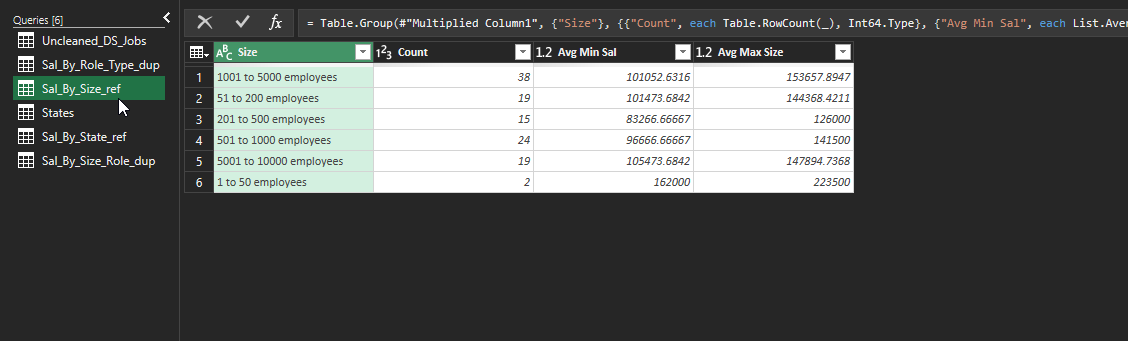 Queries [6]
Uncleaned_DS_Jobs
Sal_By_Role_Type_dup
Sal_By_Size_ref
States
Sal_By_State_ref
Sal_By_Size_Role_dup
fx = Table.Group(#"Multiplied Column1", {"Size"}, {{"Count", each Table.RowCount(_), Int64.Type}, {"Avg Min Sal", each List.Aver
ABC Size 123 Count 1.2 Avg Min Sal 1.2 Avg Max Size
1 1001 to 5000 employees 38 101052.6316 153657.8947
2 51 to 200 employees 19 101473.6842 144368.4211
3 201 to 500 employees 15 83266.66667 126000
4 501 to 1000 employees 24 96666.66667 141500
5 5001 to 10000 employees 19 105473.6842 147894.7368
6 1 to 50 employees 2 162000 223500